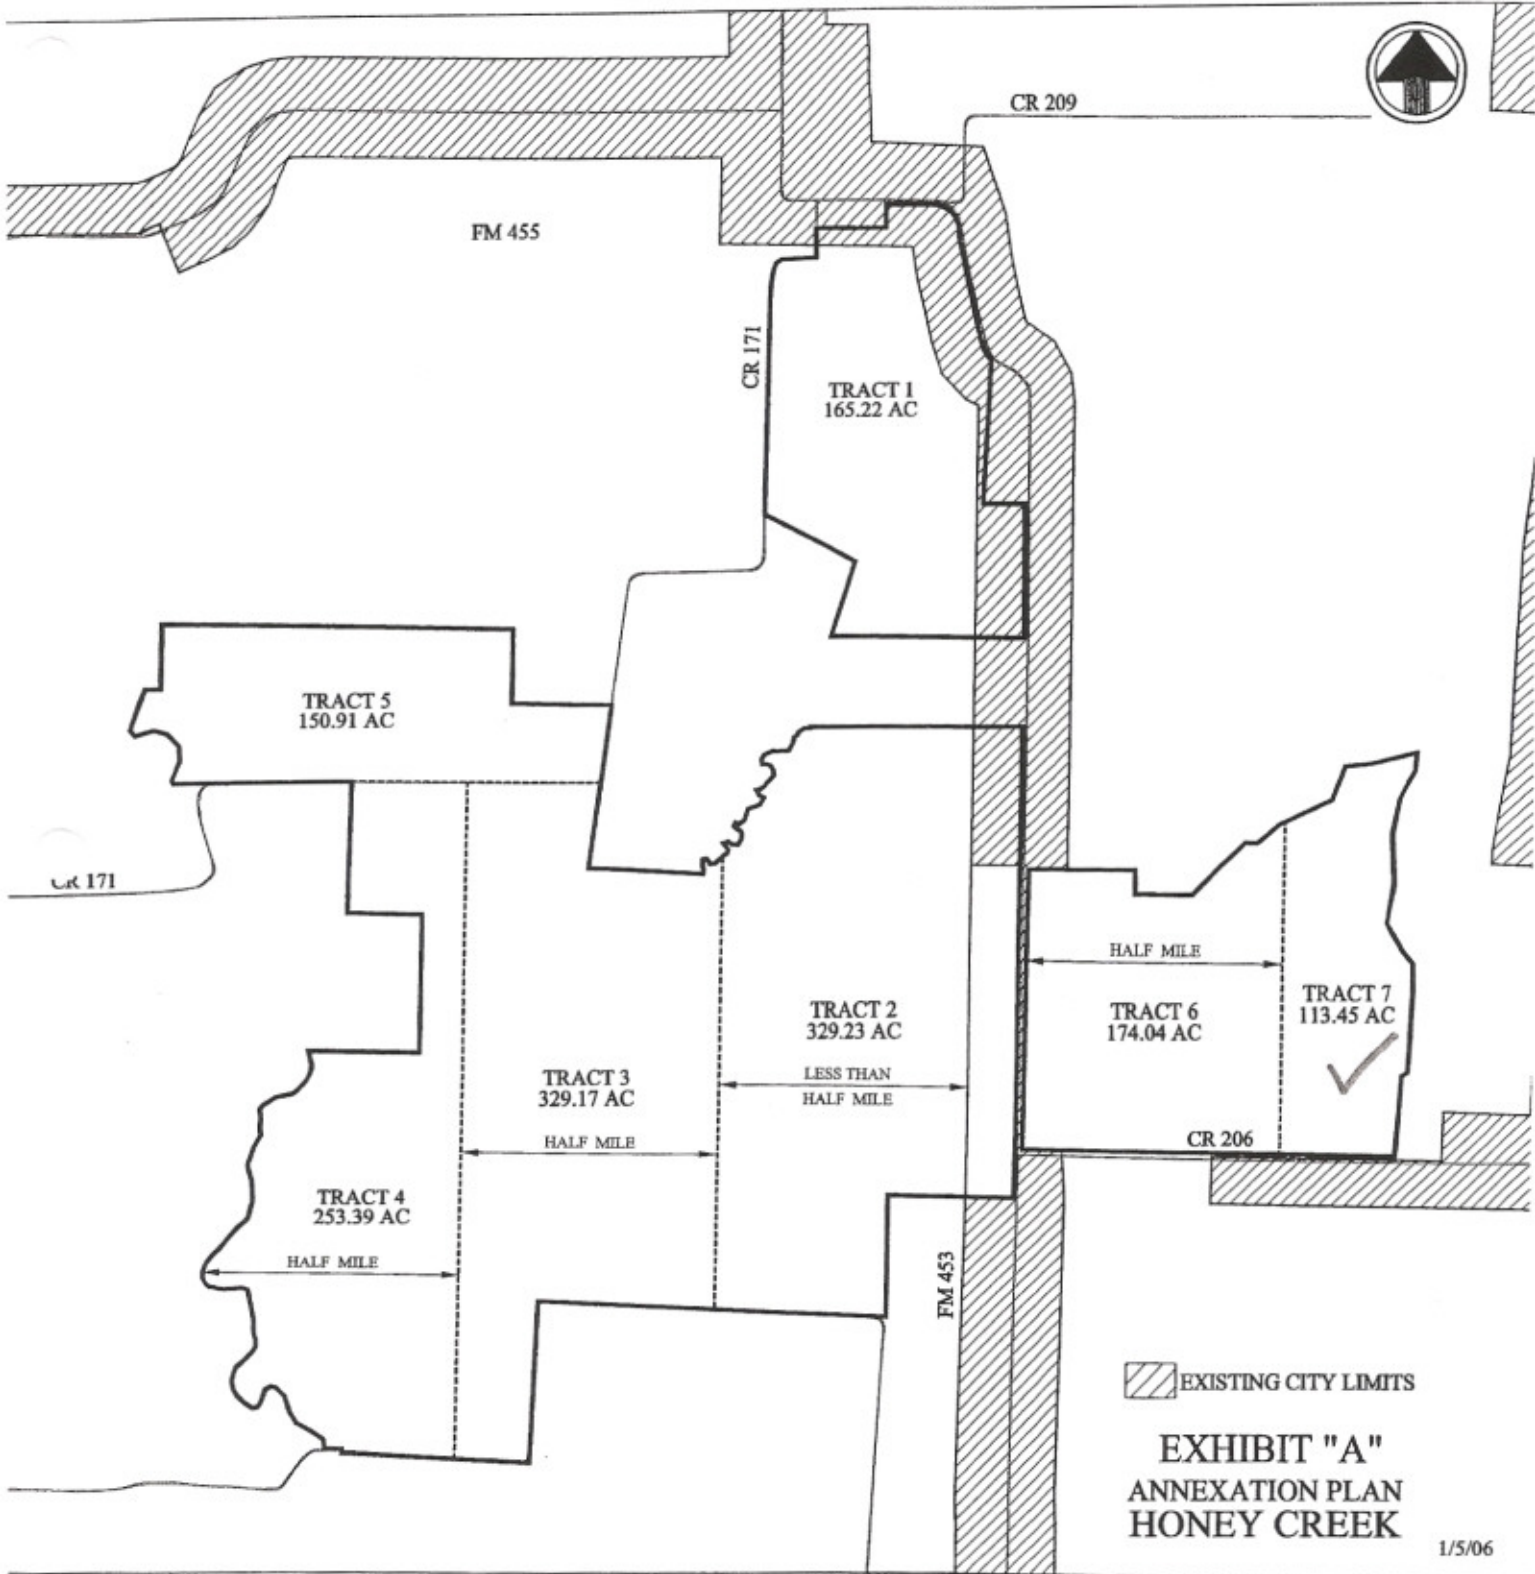 CR 209
FM 455
CR 171
TRACT 1
165.22 AC
TRACT 5
150.91 AC
CR 171
HALF MILE
TRACT 2
329.23 AC
TRACT 6
174.04 AC
TRACT 7
113.45 AC
TRACT 3
329.17 AC
LESS THAN
HALF MILE
HALF MILE
CR 206
TRACT 4
253.39 AC
HALF MILE
FM 453
EXISTING CITY LIMITS
EXHIBIT "A"
ANNEXATION PLAN
HONEY CREEK
1/5/06